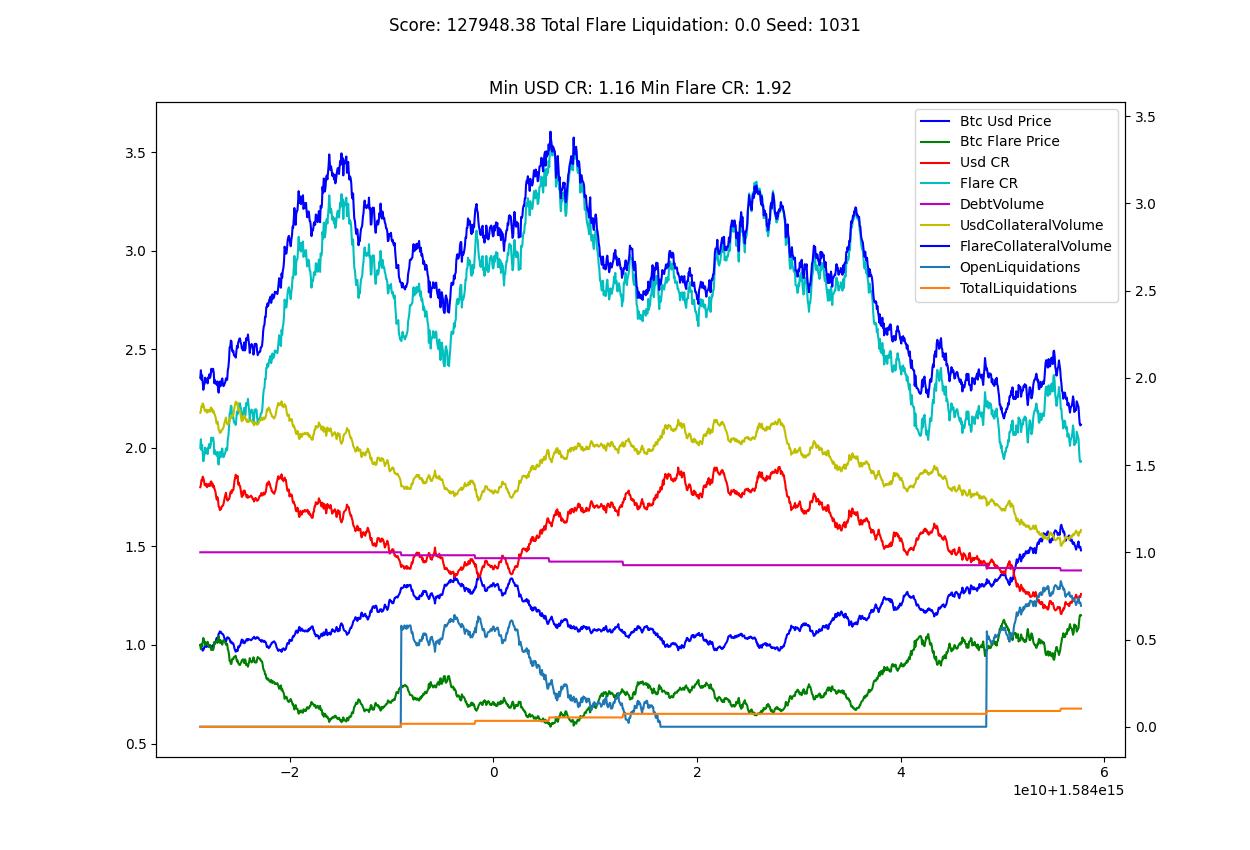 Score: 127948.38 Total Flare Liquidation: 0.0 Seed: 1031
Min USD CR: 1.16 Min Flare CR: 1.92
Btc Usd Price
Btc Flare Price
Usd CR
Flare CR
DebtVolume
UsdCollateralVolume
FlareCollateralVolume
OpenLiquidations
TotalLiquidations
3.5
3.0
2.5
2.0
1.5
1.0
0.5
3.5
3.0
2.5
2.0
1.5
1.0
0.5
0.0
−2 0 2 4 6
1e10+1.584e15